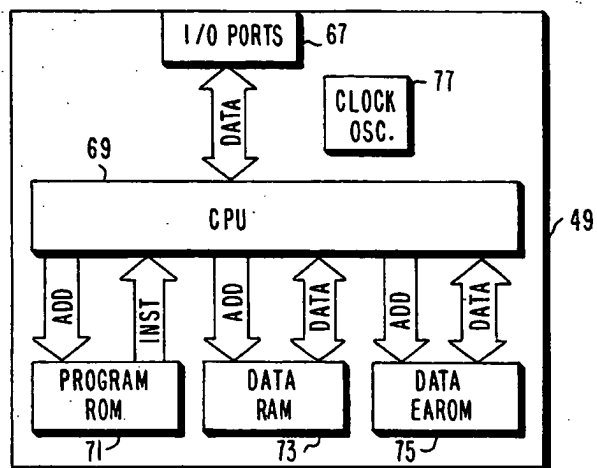 I/O PORTS
67
77
CLOCK
OSC.
DATA
69
CPU
49
ADD
INST
ADD
DATA
ADD
DATA
PROGRAM
ROM
DATA
RAM
DATA
EAROM
71
73
75